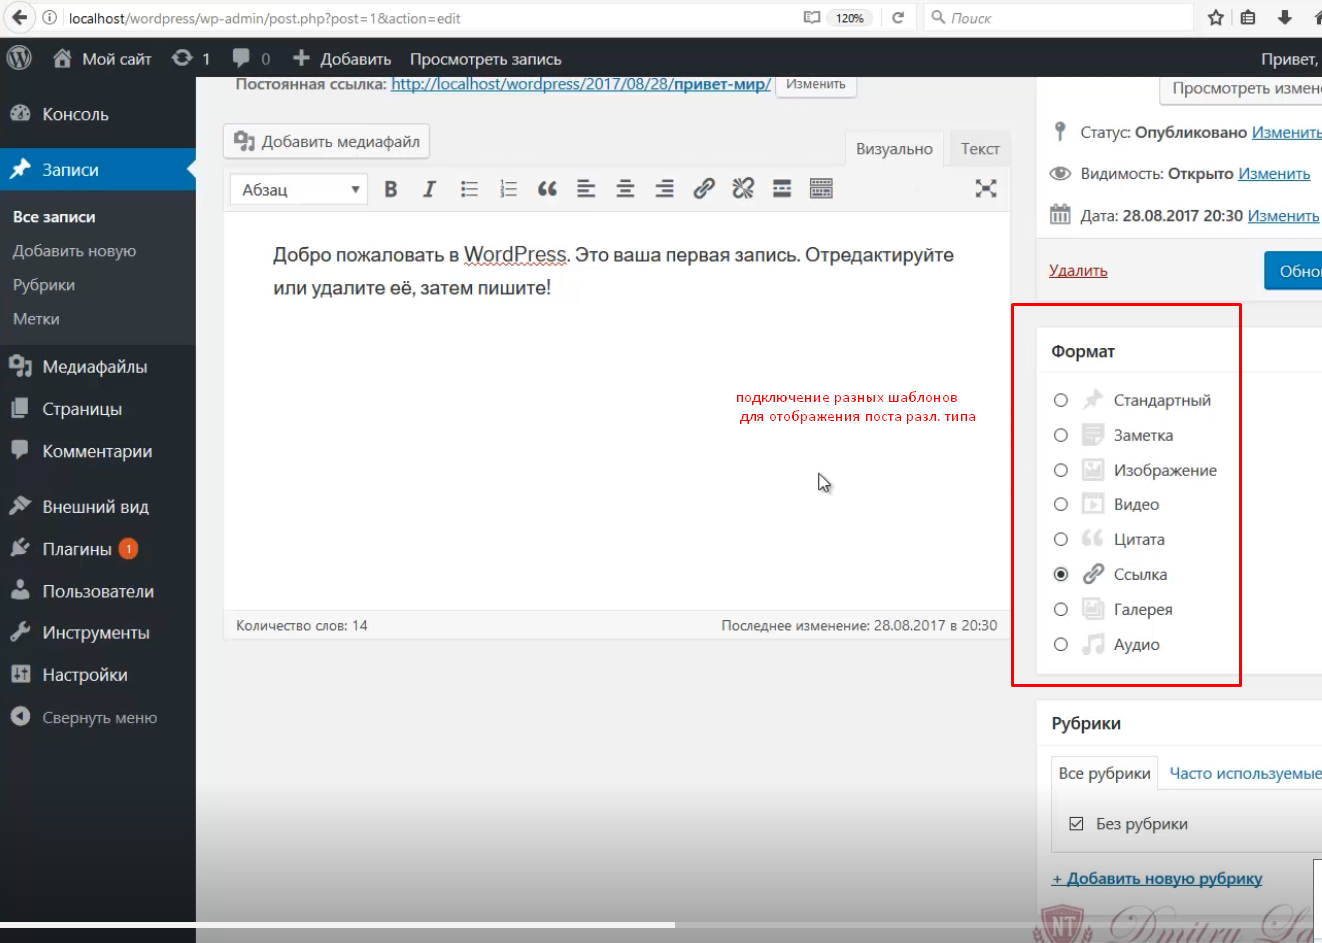 localhost/wordpress/wp-admin/post.php?post=1&action=edit
120%
Поиск
Мой сайт
1
0
Добавить
Просмотреть запись
Привет,
Консоль
Записи
Все записи
Добавить новую
Рубрики
Метки
Медиафайлы
Страницы
Комментарии
Внешний вид
Плагины 1
Пользователи
Инструменты
Настройки
Свернуть меню
Постоянная ссылка: http://localhost/wordpress/2017/08/28/привет-мир/ Изменить
Добавить медиафайл
Визуально
Текст
Абзац
Добро пожаловать в WordPress. Это ваша первая запись. Отредактируйте
или удалите её, затем пишите!
подключение разных шаблонов
для отображения поста разл. типа
Количество слов: 14
Последнее изменение: 28.08.2017 в 20:30
Просмотреть измене
Статус: Опубликовано Изменить
Видимость: Открыто Изменить
Дата: 28.08.2017 20:30 Изменить
Удалить
Обно
Формат
Стандартный
Заметка
Изображение
Видео
Цитата
Ссылка
Галерея
Аудио
Рубрики
Все рубрики
Часто используемые
Без рубрики
+ Добавить новую рубрику
NT
Dmitry La